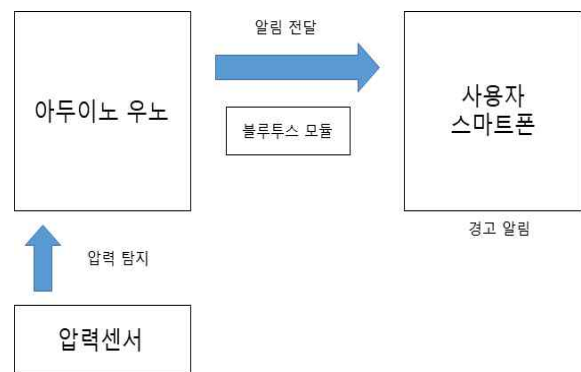 알림 전달
아두이노 우노
사용자
스마트폰
블루투스 모듈
경고 알림
압력 탐지
압력센서